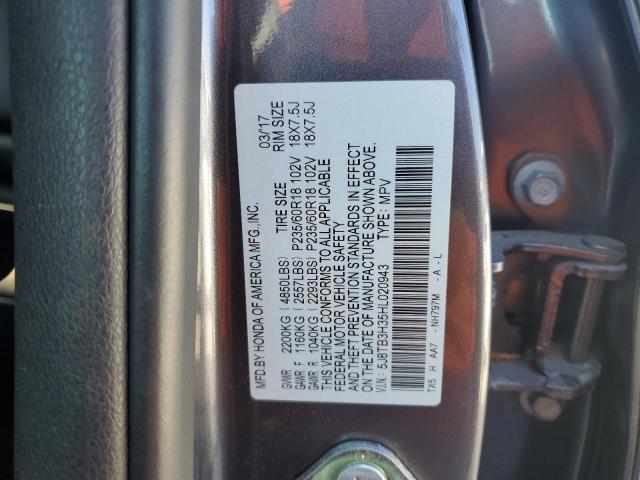 MFD.BY HONDA OF AMERICA MFG.,INC. 03/'17
TIRE SIZE RIM SIZE
GVWR 2200KG ( 4850LBS)
GAWR F 1160KG ( 2557LBS) P235/60R18 102V 18X7.5J
GAWR R 1040KG ( 2293LBS) P235/60R18 102V 18X7.5J
THIS VEHICLE CONFORMS TO ALL APPLICABLE
FEDERAL MOTOR VEHICLE SAFETY
AND THEFT PREVENTION STANDARDS IN EFFECT
ON THE DATE OF MANUFACTURE SHOWN ABOVE.
V.I.N.: 5J8TB3H35HL020943 TYPE: MPV
TX5 H AA7 -NH797M -A-L